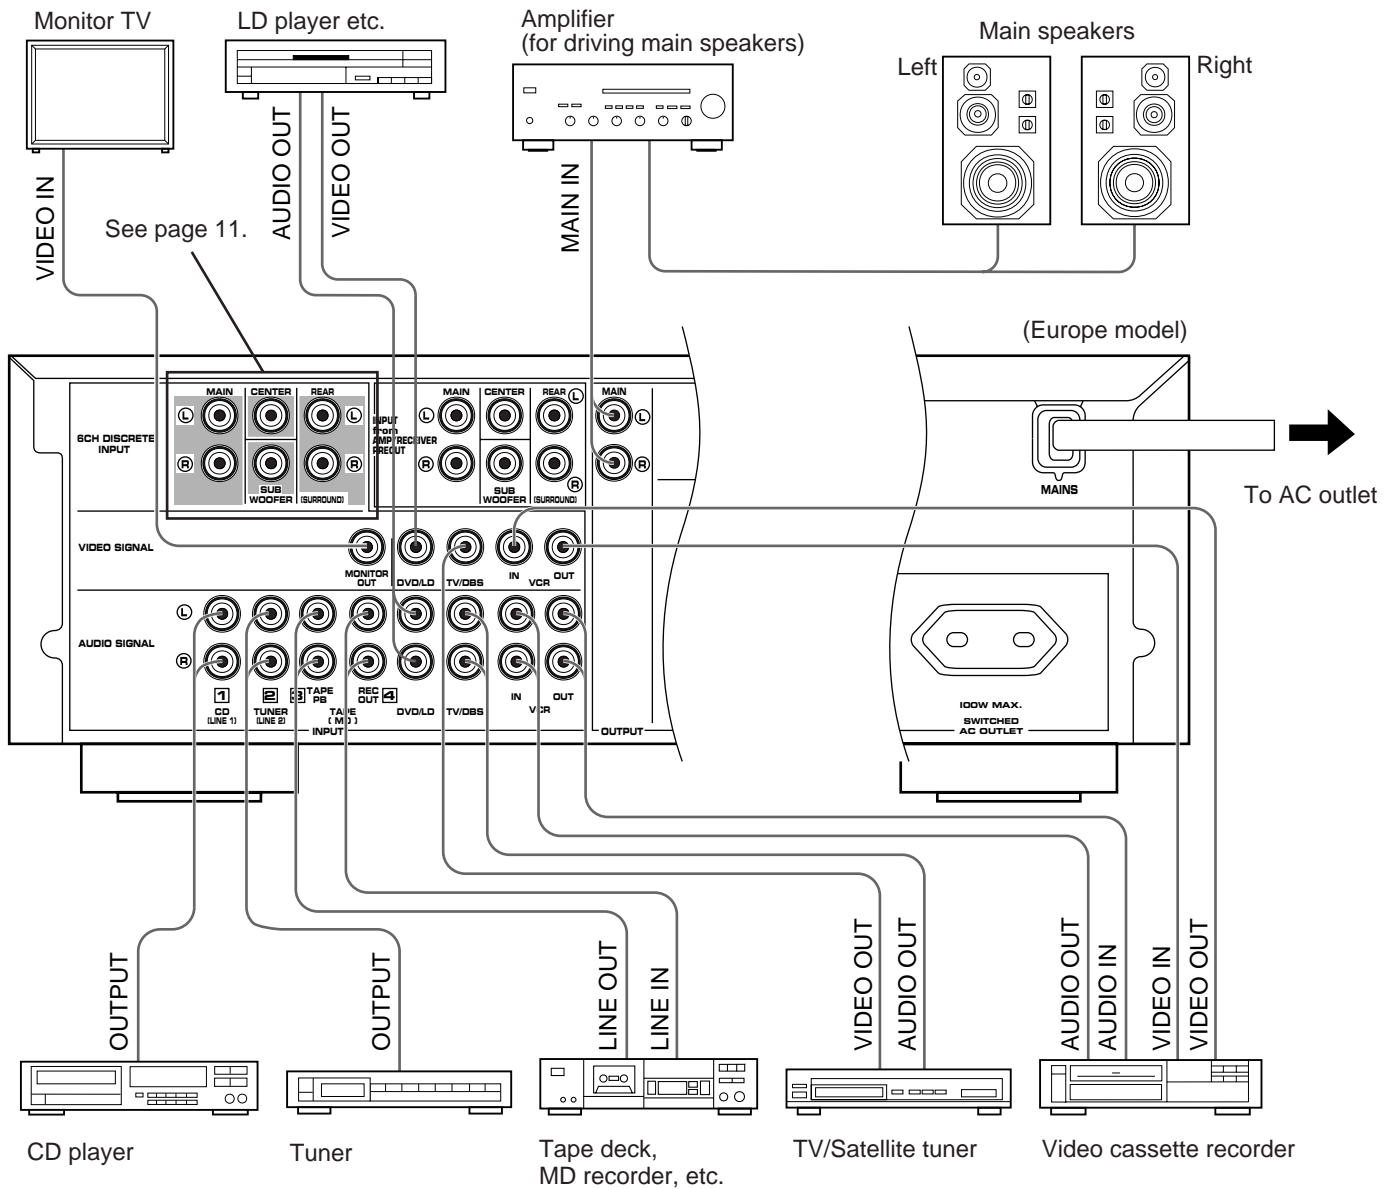 Monitor TV
LD player etc.
Amplifier
(for driving main speakers)
Main speakers
Left
Right
VIDEO IN
AUDIO OUT
VIDEO OUT
MAIN IN
See page 11.
(Europe model)
MAIN
CENTER
REAR
MAIN
CENTER
REAR
L
MAIN
L
L
L
L
6CH DISCRETE
INPUT
INPUT
from
AMP/RECEIVER
PREOUT
R
R
R
R
R
SUB
WOOFER
(SURROUND)
SUB
WOOFER
(SURROUND)
MAINS
To AC outlet
VIDEO SIGNAL
MONITOR
OUT
DVD/LD
TV/DBS
IN
VCR
OUT
L
AUDIO SIGNAL
R
1
CD
(LINE 1)
2
TUNER
(LINE 2)
3
TAPE
PB
REC
OUT
4
TAPE
( MD )
DVD/LD
TV/DBS
IN
VCR
OUT
INPUT
OUTPUT
100W MAX.
SWITCHED
AC OUTLET
OUTPUT
OUTPUT
LINE OUT
LINE IN
VIDEO OUT
AUDIO OUT
AUDIO OUT
AUDIO IN
VIDEO IN
VIDEO OUT
CD player
Tuner
Tape deck,
MD recorder, etc.
TV/Satellite tuner
Video cassette recorder